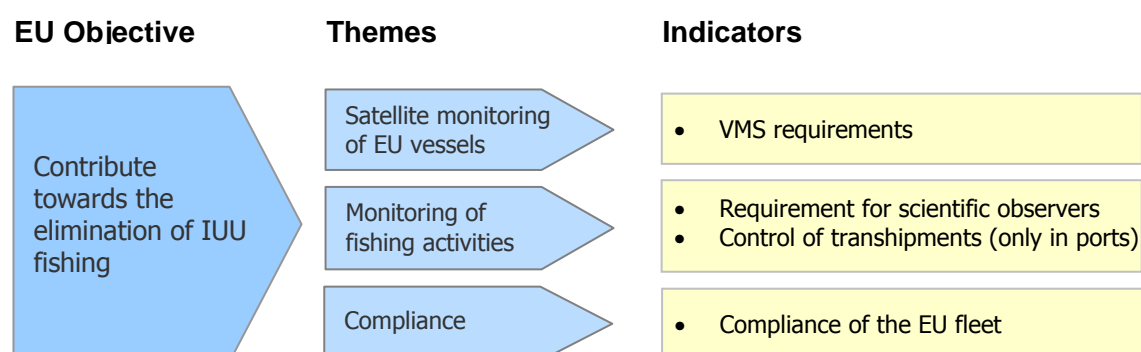 EU Objective
Themes
Indicators
Contribute
towards the
elimination of IUU
fishing
Satellite monitoring
of EU vessels
• VMS requirements
Monitoring of
fishing activities
• Requirement for scientific observers
• Control of transhipments (only in ports)
Compliance
• Compliance of the EU fleet